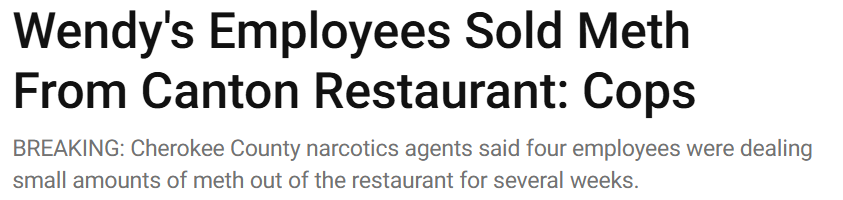 Wendy's Employees Sold Meth
From Canton Restaurant: Cops
BREAKING: Cherokee County narcotics agents said four employees were dealing
small amounts of meth out of the restaurant for several weeks.